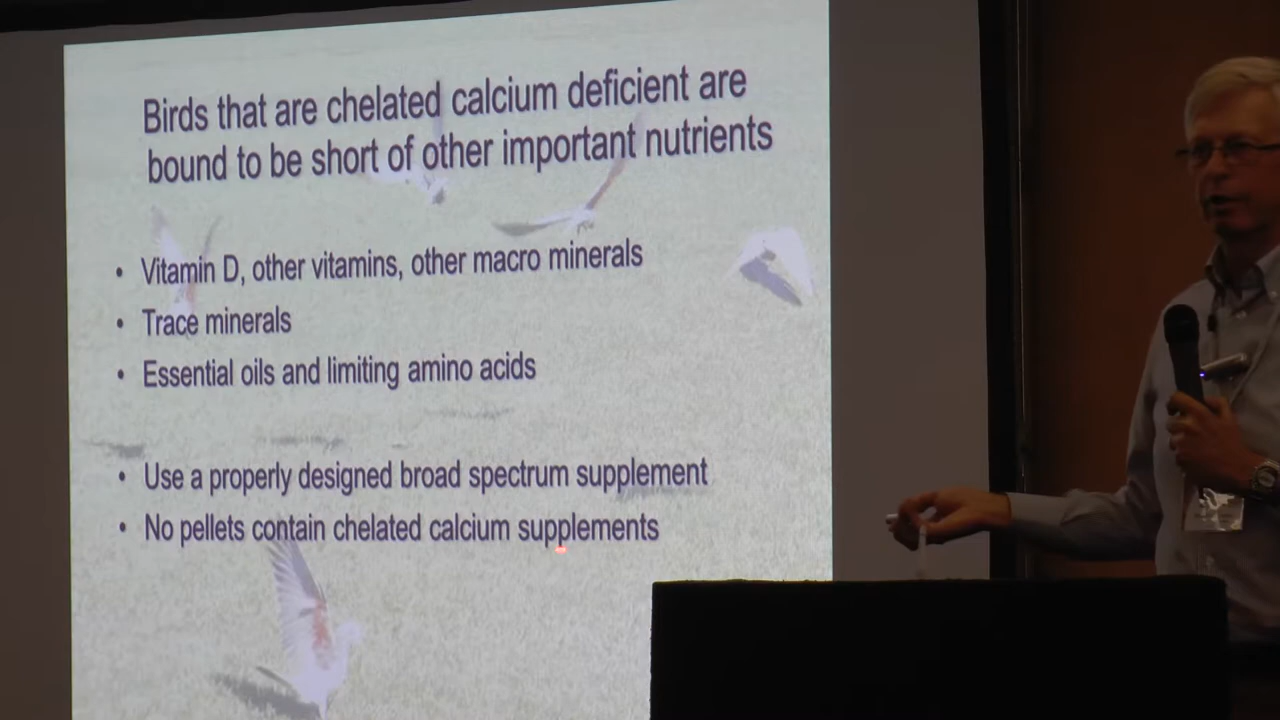 Birds that are chelated calcium deficient are
bound to be short of other important nutrients
• Vitamin D, other vitamins, other macro minerals
• Trace minerals
• Essential oils and limiting amino acids
• Use a properly designed broad spectrum supplement
• No pellets contain chelated calcium supplements